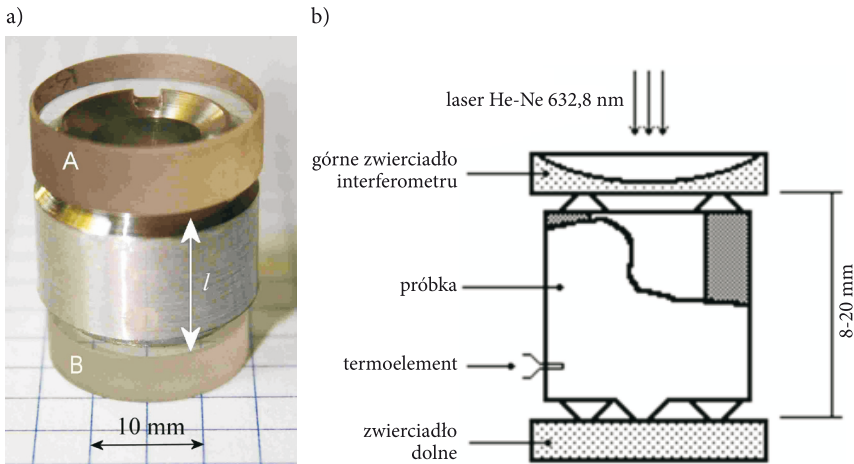 a)
A
l
B
10 mm
b)
laser He-Ne 632,8 nm
górne zwierciadło
interferometru
próbka
termoelement
zwierciadło
dolne
8-20 mm